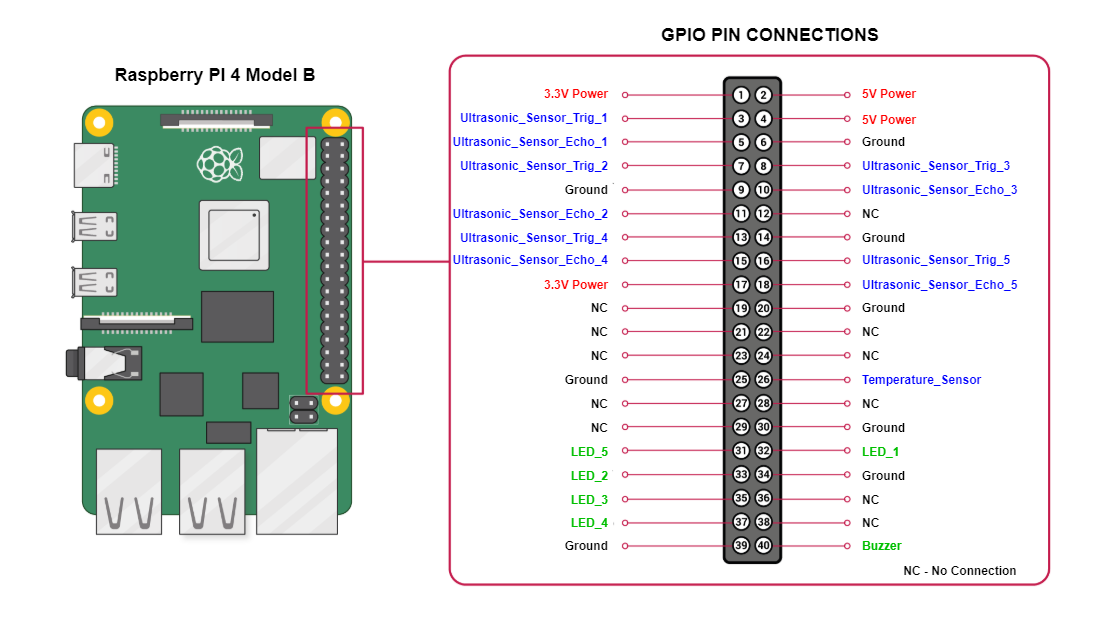 GPIO PIN CONNECTIONS
Raspberry PI 4 Model B
3.3V Power 1 2 5V Power
Ultrasonic_Sensor_Trig_1 3 4 5V Power
Ultrasonic_Sensor_Echo_1 5 6 Ground
Ultrasonic_Sensor_Trig_2 7 8 Ultrasonic_Sensor_Trig_3
Ground 9 10 Ultrasonic_Sensor_Echo_3
Ultrasonic_Sensor_Echo_2 11 12 NC
Ultrasonic_Sensor_Trig_4 13 14 Ground
Ultrasonic_Sensor_Echo_4 15 16 Ultrasonic_Sensor_Trig_5
3.3V Power 17 18 Ultrasonic_Sensor_Echo_5
NC 19 20 Ground
NC 21 22 NC
NC 23 24 NC
Ground 25 26 Temperature_Sensor
NC 27 28 NC
NC 29 30 Ground
LED_5 31 32 LED_1
LED_2 33 34 Ground
LED_3 35 36 NC
LED_4 37 38 NC
Ground 39 40 Buzzer
NC - No Connection